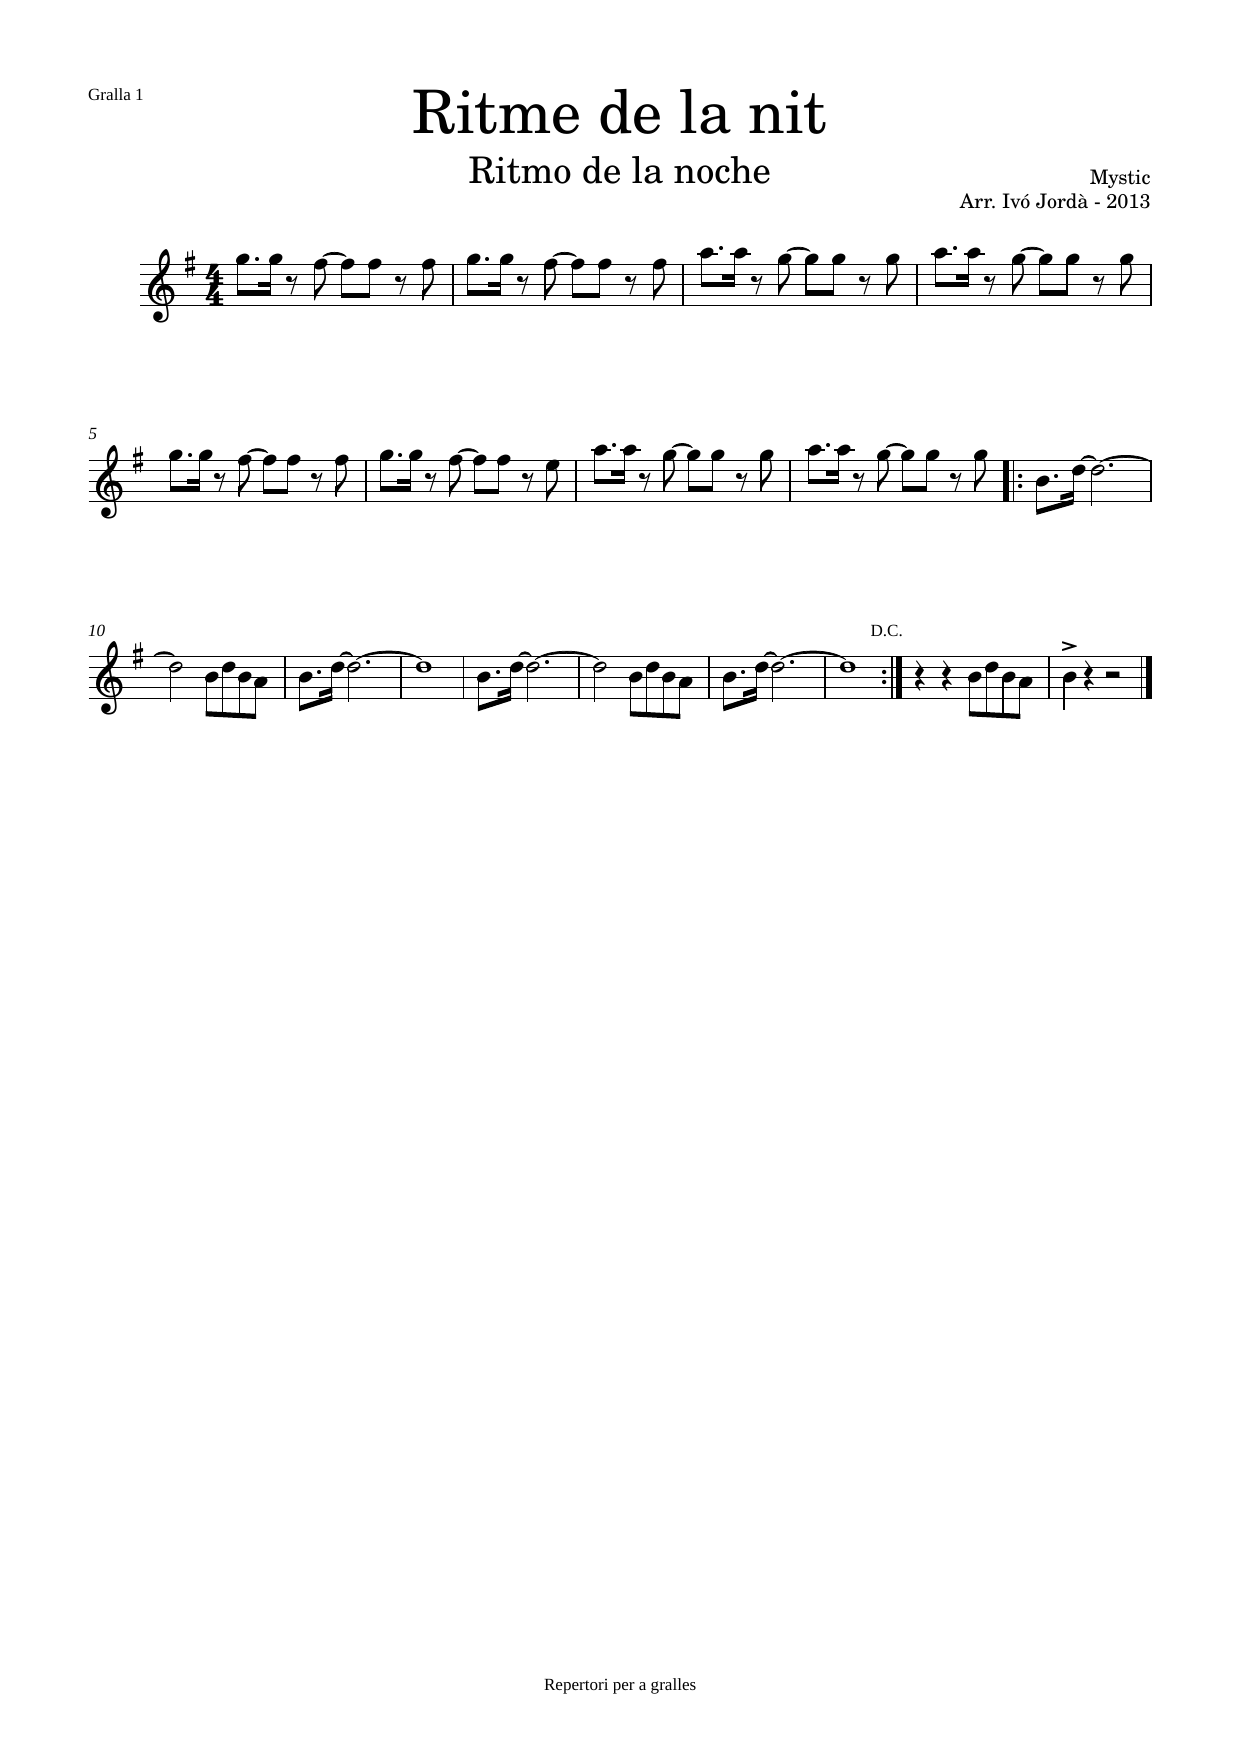 Gralla 1
Ritme de la nit
Ritmo de la noche
Mystic
Arr. Ivó Jordà - 2013
4
4
5
10
D.C.
Repertori per a gralles